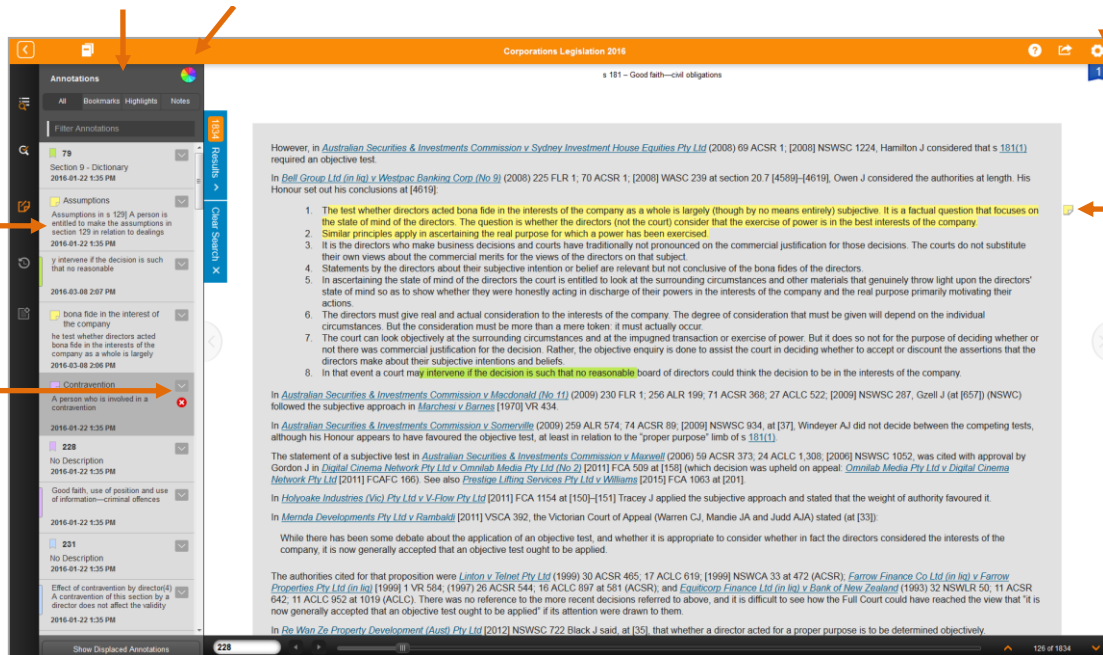 Corporations Legislation 2016
1
s 181 – Good faith—civil obligations
Annotations
All Bookmarks Highlights Notes
Filter Annotations
79
Section 9 - Dictionary
2016-01-22 1:35 PM
Assumptions
Assumptions in s 129] A person is
entitled to make the assumptions in
section 129 in relation to dealings
2016-01-22 1:35 PM
y intervene if the decision is such
that no reasonable
2016-03-08 2:07 PM
bona fide in the interest of
the company
he test whether directors acted
bona fide in the interests of the
company as a whole is largely
2016-03-08 2:06 PM
Contravention
A person who is involved in a
contravention
2016-01-22 1:35 PM
228
No Description
2016-01-22 1:35 PM
Good faith, use of position and use
of information—criminal offences
2016-01-22 1:35 PM
231
No Description
2016-01-22 1:35 PM
Effect of contravention by director(4)
A contravention of this section by a
director does not affect the validity
2016-01-22 1:35 PM
Show Displaced Annotations
1834 Results >
Clear Search X
However, in Australian Securities & Investments Commission v Sydney Investment House Equities Pty Ltd (2008) 69 ACSR 1; [2008] NSWSC 1224, Hamilton J considered that s 181(1)
required an objective test.
In Bell Group Ltd (in liq) v Westpac Banking Corp (No 9) (2008) 225 FLR 1; 70 ACSR 1; [2008] WASC 239 at section 20.7 [4589]–[4619], Owen J considered the authorities at length. His
Honour set out his conclusions at [4619]:
1. The test whether directors acted bona fide in the interests of the company as a whole is largely (though by no means entirely) subjective. It is a factual question that focuses on
the state of mind of the directors. The question is whether the directors (not the court) consider that the exercise of power is in the best interests of the company.
2. Similar principles apply in ascertaining the real purpose for which a power has been exercised.
3. It is the directors who make business decisions and courts have traditionally not pronounced on the commercial justification for those decisions. The courts do not substitute
their own views about the commercial merits for the views of the directors on that subject.
4. Statements by the directors about their subjective intention or belief are relevant but not conclusive of the bona fides of the directors.
5. In ascertaining the state of mind of the directors the court is entitled to look at the surrounding circumstances and other materials that genuinely throw light upon the directors'
state of mind so as to show whether they were honestly acting in discharge of their powers in the interests of the company and the real purpose primarily motivating their
actions.
6. The directors must give real and actual consideration to the interests of the company. The degree of consideration that must be given will depend on the individual
circumstances. But the consideration must be more than a mere token: it must actually occur.
7. The court can look objectively at the surrounding circumstances and at the impugned transaction or exercise of power. But it does so not for the purpose of deciding whether or
not there was commercial justification for the decision. Rather, the objective enquiry is done to assist the court in deciding whether to accept or discount the assertions that the
directors make about their subjective intentions and beliefs.
8. In that event a court may intervene if the decision is such that no reasonable board of directors could think the decision to be in the interests of the company.
In Australian Securities & Investments Commission v Macdonald (No 11) (2009) 230 FLR 1; 256 ALR 199; 71 ACSR 368; 27 ACLC 522; [2009] NSWSC 287, Gzell J (at [657]) (NSWC)
followed the subjective approach in Marchesi v Barnes [1970] VR 434.
In Australian Securities & Investments Commission v Somerville (2009) 259 ALR 574; 74 ACSR 89; [2009] NSWSC 934, at [37], Windeyer AJ did not decide between the competing tests,
although his Honour appears to have favoured the objective test, at least in relation to the "proper purpose" limb of s 181(1).
The statement of a subjective test in Australian Securities & Investments Commission v Maxwell (2006) 59 ACSR 373; 24 ACLC 1,308; [2006] NSWSC 1052, was cited with approval by
Gordon J in Digital Cinema Network Pty Ltd v Omnilab Media Pty Ltd (No 2) [2011] FCA 509 at [158] (which decision was upheld on appeal: Omnilab Media Pty Ltd v Digital Cinema
Network Pty Ltd [2011] FCAFC 166). See also Prestige Lifting Services Pty Ltd v Williams [2015] FCA 1063 at [201].
In Holyoake Industries (Vic) Pty Ltd v V-Flow Pty Ltd [2011] FCA 1154 at [150]–[151] Tracey J applied the subjective approach and stated that the weight of authority favoured it.
In Mernda Developments Pty Ltd v Rambaldi [2011] VSCA 392, the Victorian Court of Appeal (Warren CJ, Mandie JA and Judd AJA) stated (at [33]):
While there has been some debate about the application of an objective test, and whether it is appropriate to consider whether in fact the directors considered the interests of the
company, it is now generally accepted that an objective test ought to be applied.
The authorities cited for that proposition were Linton v Telnet Pty Ltd (1999) 30 ACSR 465; 17 ACLC 619; [1999] NSWCA 33 at 472 (ACSR); Farrow Finance Co Ltd (in liq) v Farrow
Properties Pty Ltd (in liq) [1999] 1 VR 584; (1997) 26 ACSR 544; 16 ACLC 897 at 581 (ACSR); and Equiticorp Finance Ltd (in liq) v Bank of New Zealand (1993) 32 NSWLR 50; 11 ACSR
642; 11 ACLC 952 at 1019 (ACLC). There was no reference to the more recent decisions referred to above, and it is difficult to see how the Full Court could have reached the view that "it is
now generally accepted that an objective test ought to be applied" if its attention were drawn to them.
In Re Wan Ze Property Development (Aust) Pty Ltd [2012] NSWSC 722 Black J said, at [35], that whether a director acted for a proper purpose is to be determined objectively.
228
126 of 1834